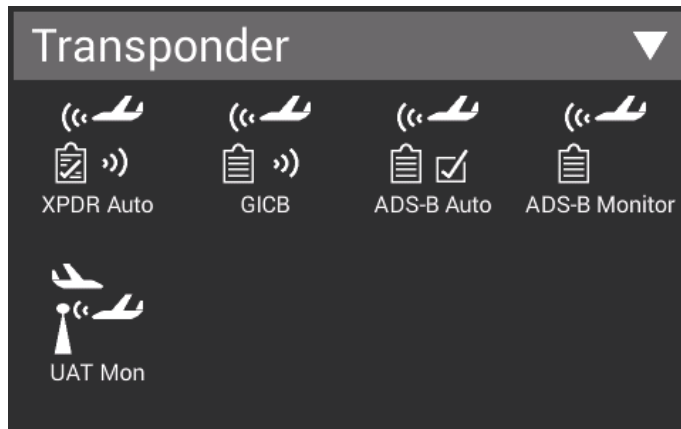 Transponder
XPDR Auto
GICB
ADS-B Auto
ADS-B Monitor
UAT Mon